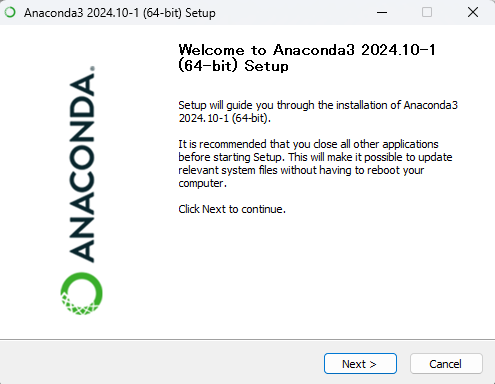 Anaconda3 2024.10-1 (64-bit) Setup
Welcome to Anaconda3 2024.10-1
(64-bit) Setup
ANACONDA.
Setup will guide you through the installation of Anaconda3
2024.10-1 (64-bit).
It is recommended that you close all other applications
before starting Setup. This will make it possible to update
relevant system files without having to reboot your
computer.
Click Next to continue.
Next >
Cancel